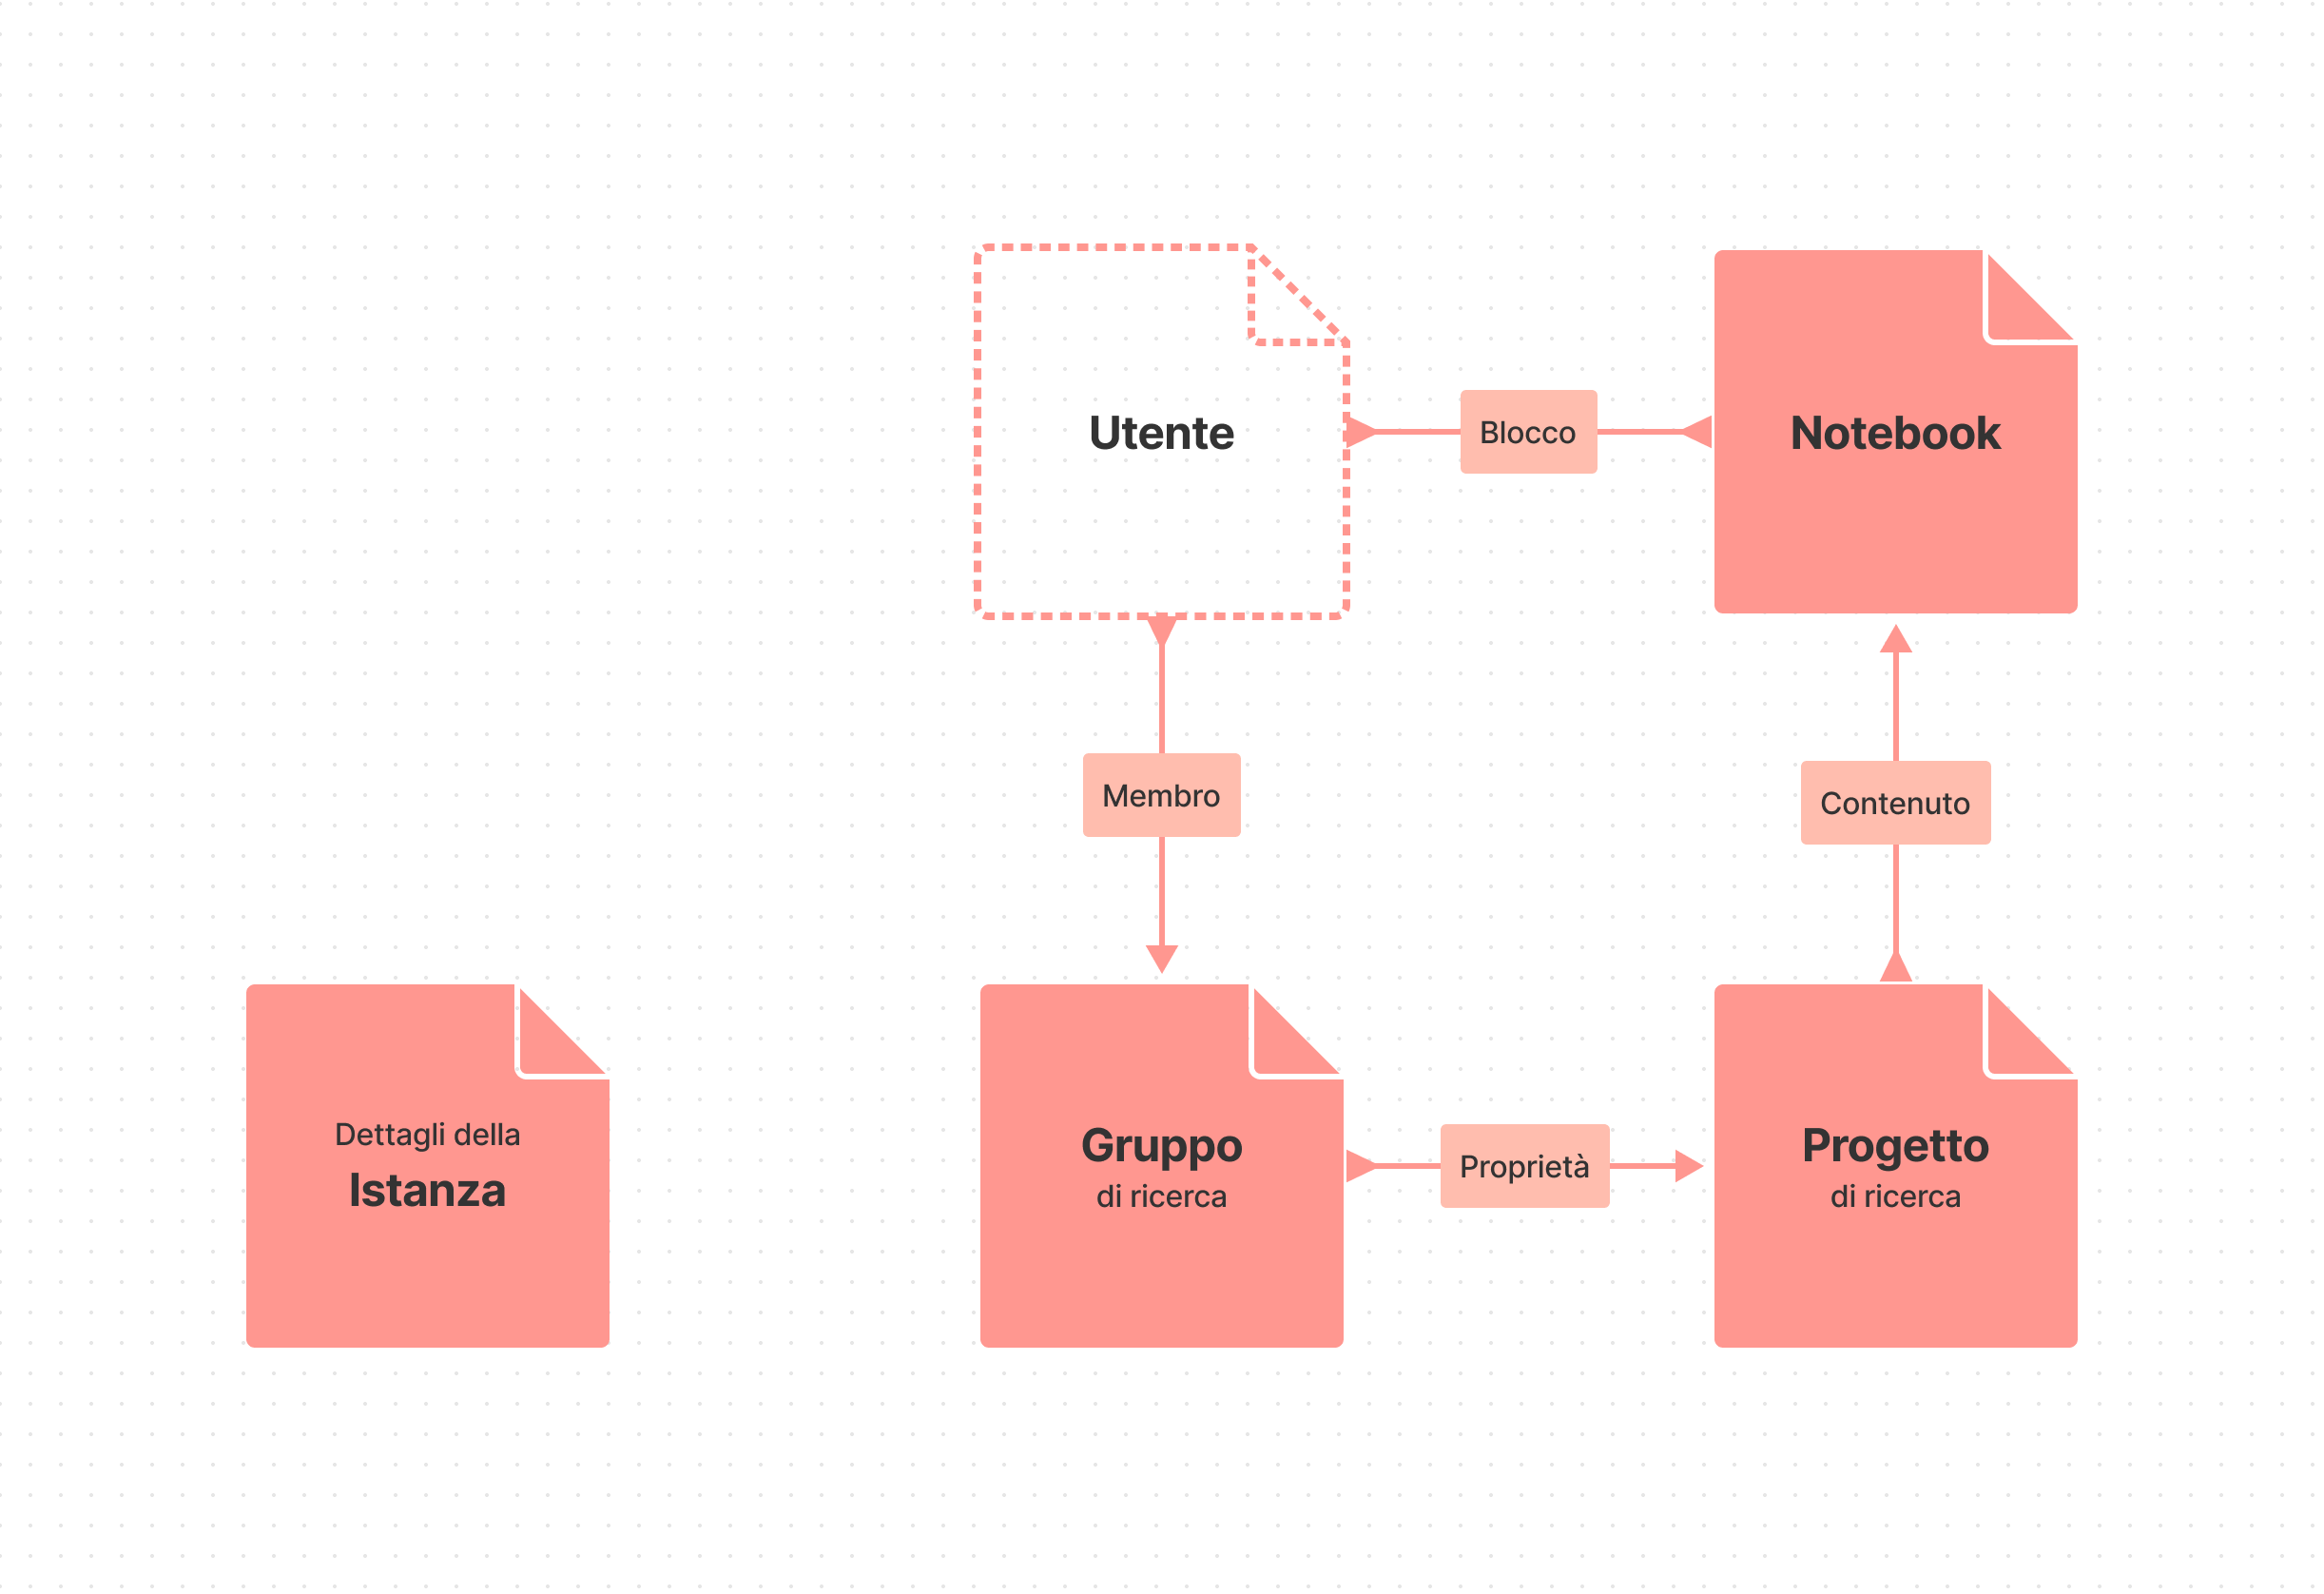 Utente
Blocco
Notebook
Membro
Contenuto
Dettagli della
Istanza
Gruppo
di ricerca
Proprietà
Progetto
di ricerca